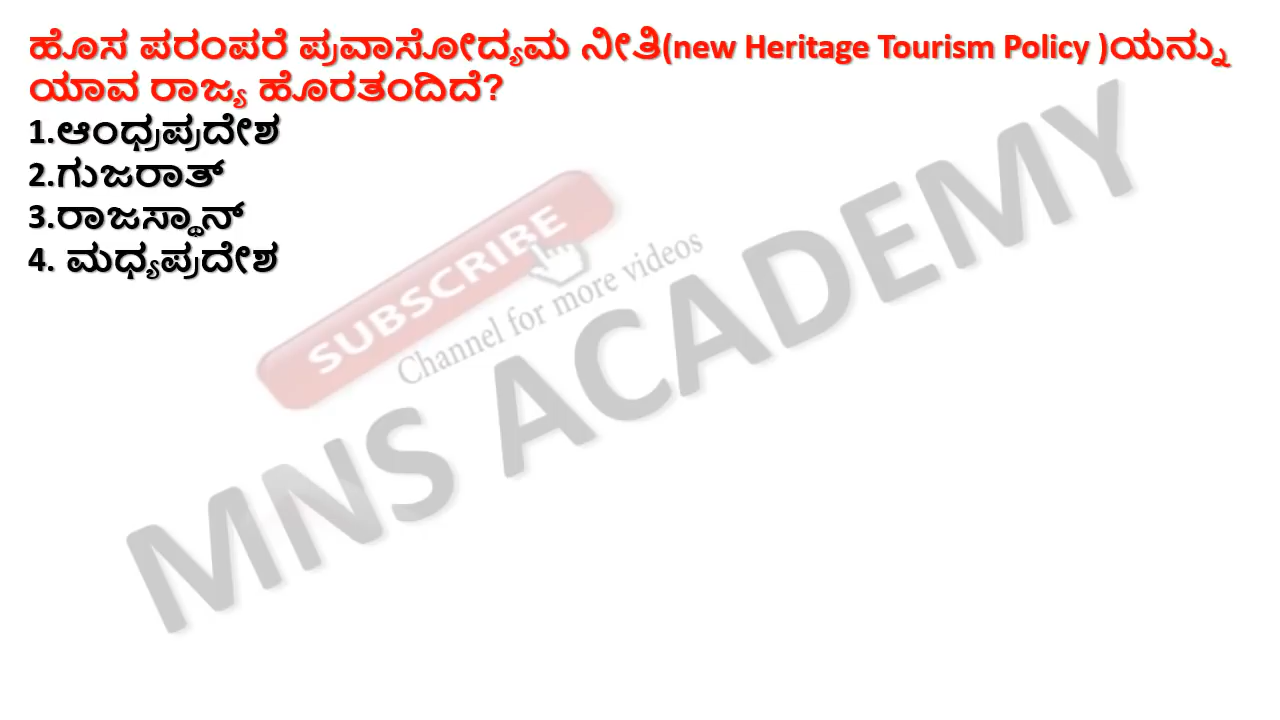 ಹೊಸ ಪರಂಪರೆ ಪ್ರವಾಸೋದ್ಯಮ ನೀತಿ(new Heritage Tourism Policy )ಯನ್ನು
ಯಾವ ರಾಜ್ಯ ಹೊರತಂದಿದೆ?
1.ಆಂಧ್ರಪ್ರದೇಶ
2.ಗುಜರಾತ್
3.ರಾಜಸ್ಥಾನ್
4. ಮಧ್ಯಪ್ರದೇಶ
SUBSCRIBE
Channel for more videos
MNS ACADEMY